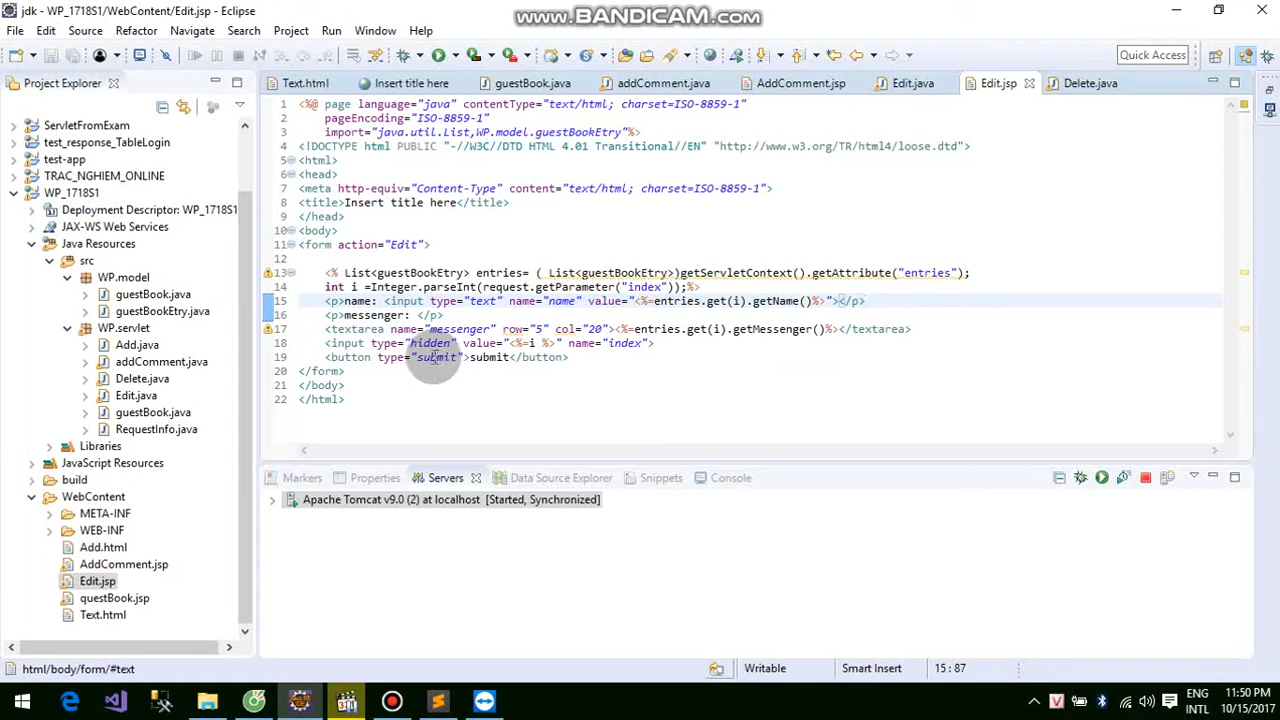 jdk - WP_1718S1/WebContent/Edit.jsp - Eclipse
www.BANDICAM.com
File Edit Source Refactor Navigate Search Project Run Window Help
Quick Access
Project Explorer
Text.html Insert title here guestBook.java addComment.java AddComment.jsp Edit.java Edit.jsp Delete.java
ServletFromExam
test_response_TableLogin
test-app
TRAC_NGHIEM_ONLINE
WP_1718S1
Deployment Descriptor: WP_1718S1
JAX-WS Web Services
Java Resources
src
WP.model
guestBook.java
guestBookEtry.java
WP.servlet
Add.java
addComment.java
Delete.java
Edit.java
guestBook.java
RequestInfo.java
Libraries
JavaScript Resources
build
WebContent
META-INF
WEB-INF
Add.html
AddComment.jsp
Edit.jsp
questBook.jsp
Text.html
1 <%@ page language="java" contentType="text/html; charset=ISO-8859-1"
2 pageEncoding="ISO-8859-1"
3 import="java.util.List,WP.model.guestBookEtry"%>
4 <!DOCTYPE html PUBLIC "-//W3C//DTD HTML 4.01 Transitional//EN" "http://www.w3.org/TR/html4/loose.dtd">
5 <html>
6 <head>
7 <meta http-equiv="Content-Type" content="text/html; charset=ISO-8859-1">
8 <title>Insert title here</title>
9 </head>
10 <body>
11 <form action="Edit">
12
13 <% List<guestBookEtry> entries= ( List<guestBookEtry>)getServletContext().getAttribute("entries");
14 int i =Integer.parseInt(request.getParameter("index"));%>
15 <p>name: <input type="text" name="name" value="<%=entries.get(i).getName()%>"></p>
16 <p>messenger: </p>
17 <textarea name="messenger" row="5" col="20"><%=entries.get(i).getMessenger()%></textarea>
18 <input type="hidden" value="<%=i %>" name="index">
19 <button type="submit">submit</button>
20 </form>
21 </body>
22 </html>
Markers Properties Servers Data Source Explorer Snippets Console
Apache Tomcat v9.0 (2) at localhost [Started, Synchronized]
html/body/form/#text
Writable Smart Insert 15 : 87
ENG 11:50 PM
INTL 10/15/2017